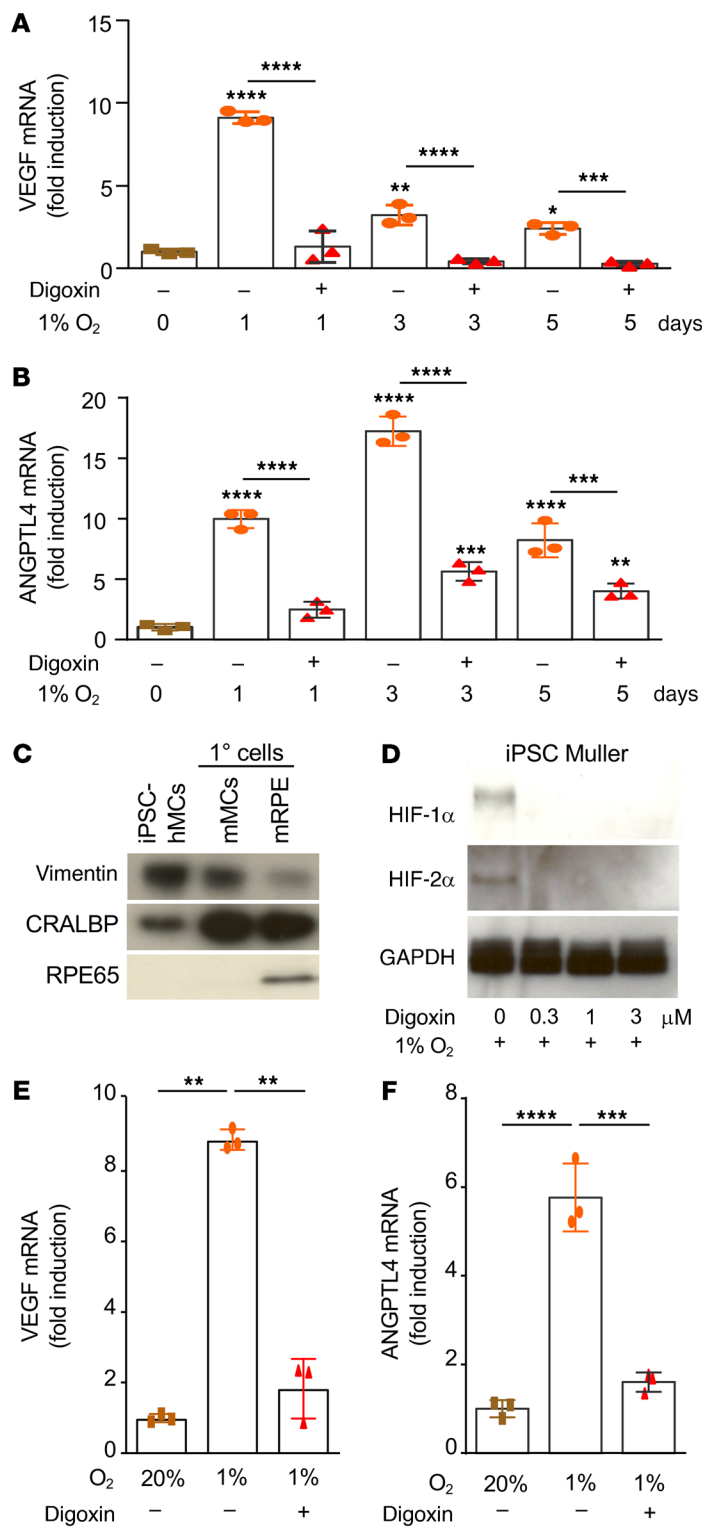 A
VEGF mRNA
(fold induction)
15
10
5
0
****
****
**
****
*
***
Digoxin – – + – + – +
1% O2 0 1 1 3 3 5 5 days
B
ANGPTL4 mRNA
(fold induction)
20
15
10
5
0
****
****
****
****
***
****
***
**
Digoxin – – + – + – +
1% O2 0 1 1 3 3 5 5 days
C
1° cells
iPSC-
hMCs
mMCs
mRPE
Vimentin
CRALBP
RPE65
D
iPSC Muller
HIF-1α
HIF-2α
GAPDH
Digoxin 0 0.3 1 3 μM
1% O2 + + + +
E
VEGF mRNA
(fold induction)
10
8
6
4
2
0
** **
O2 20% 1% 1%
Digoxin – – +
F
ANGPTL4 mRNA
(fold induction)
8
6
4
2
0
**** ***
O2 20% 1% 1%
Digoxin – – +